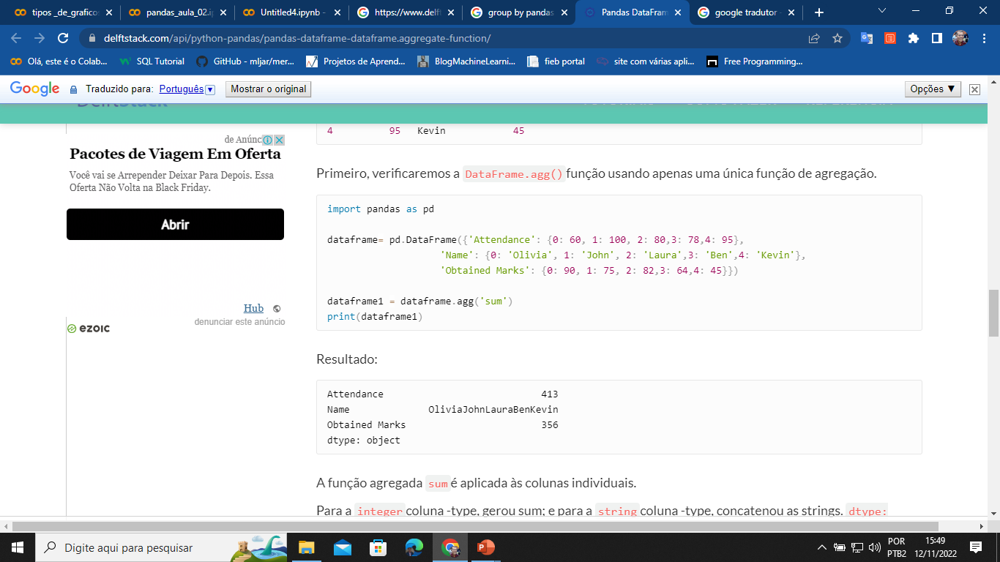 tipos _de_graficos
pandas_aula_02.i
Untitled4.ipynb -
https://www.delft
group by pandas
Pandas DataFram
google tradutor -
delftstack.com/api/python-pandas/pandas-dataframe-dataframe.aggregate-function/
Olá, este é o Colab...
SQL Tutorial
GitHub - mljar/mer...
Projetos de Aprend...
BlogMachineLearni...
fieb portal
site com várias apli...
Free Programming...
Google Traduzido para: Português Mostrar o original Opções ▼
DelftStack
4 95 Kevin 45
de Anúnc
Pacotes de Viagem Em Oferta
Você vai se Arrepender Deixar Para Depois. Essa
Oferta Não Volta na Black Friday.
Abrir
Hub
denunciar este anúncio
ezoic
Primeiro, verificaremos a DataFrame.agg() função usando apenas uma única função de agregação.
import pandas as pd
dataframe= pd.DataFrame({'Attendance': {0: 60, 1: 100, 2: 80,3: 78,4: 95},
'Name': {0: 'Olivia', 1: 'John', 2: 'Laura',3: 'Ben',4: 'Kevin'},
'Obtained Marks': {0: 90, 1: 75, 2: 82,3: 64,4: 45}})
dataframe1 = dataframe.agg('sum')
print(dataframe1)
Resultado:
Attendance 413
Name OliviaJohnLauraBenKevin
Obtained Marks 356
dtype: object
A função agregada sum é aplicada às colunas individuais.
Para a integer coluna -type, gerou sum; e para a string coluna -type, concatenou as strings. dtype:
Digite aqui para pesquisar
POR
PTB2
15:49
12/11/2022